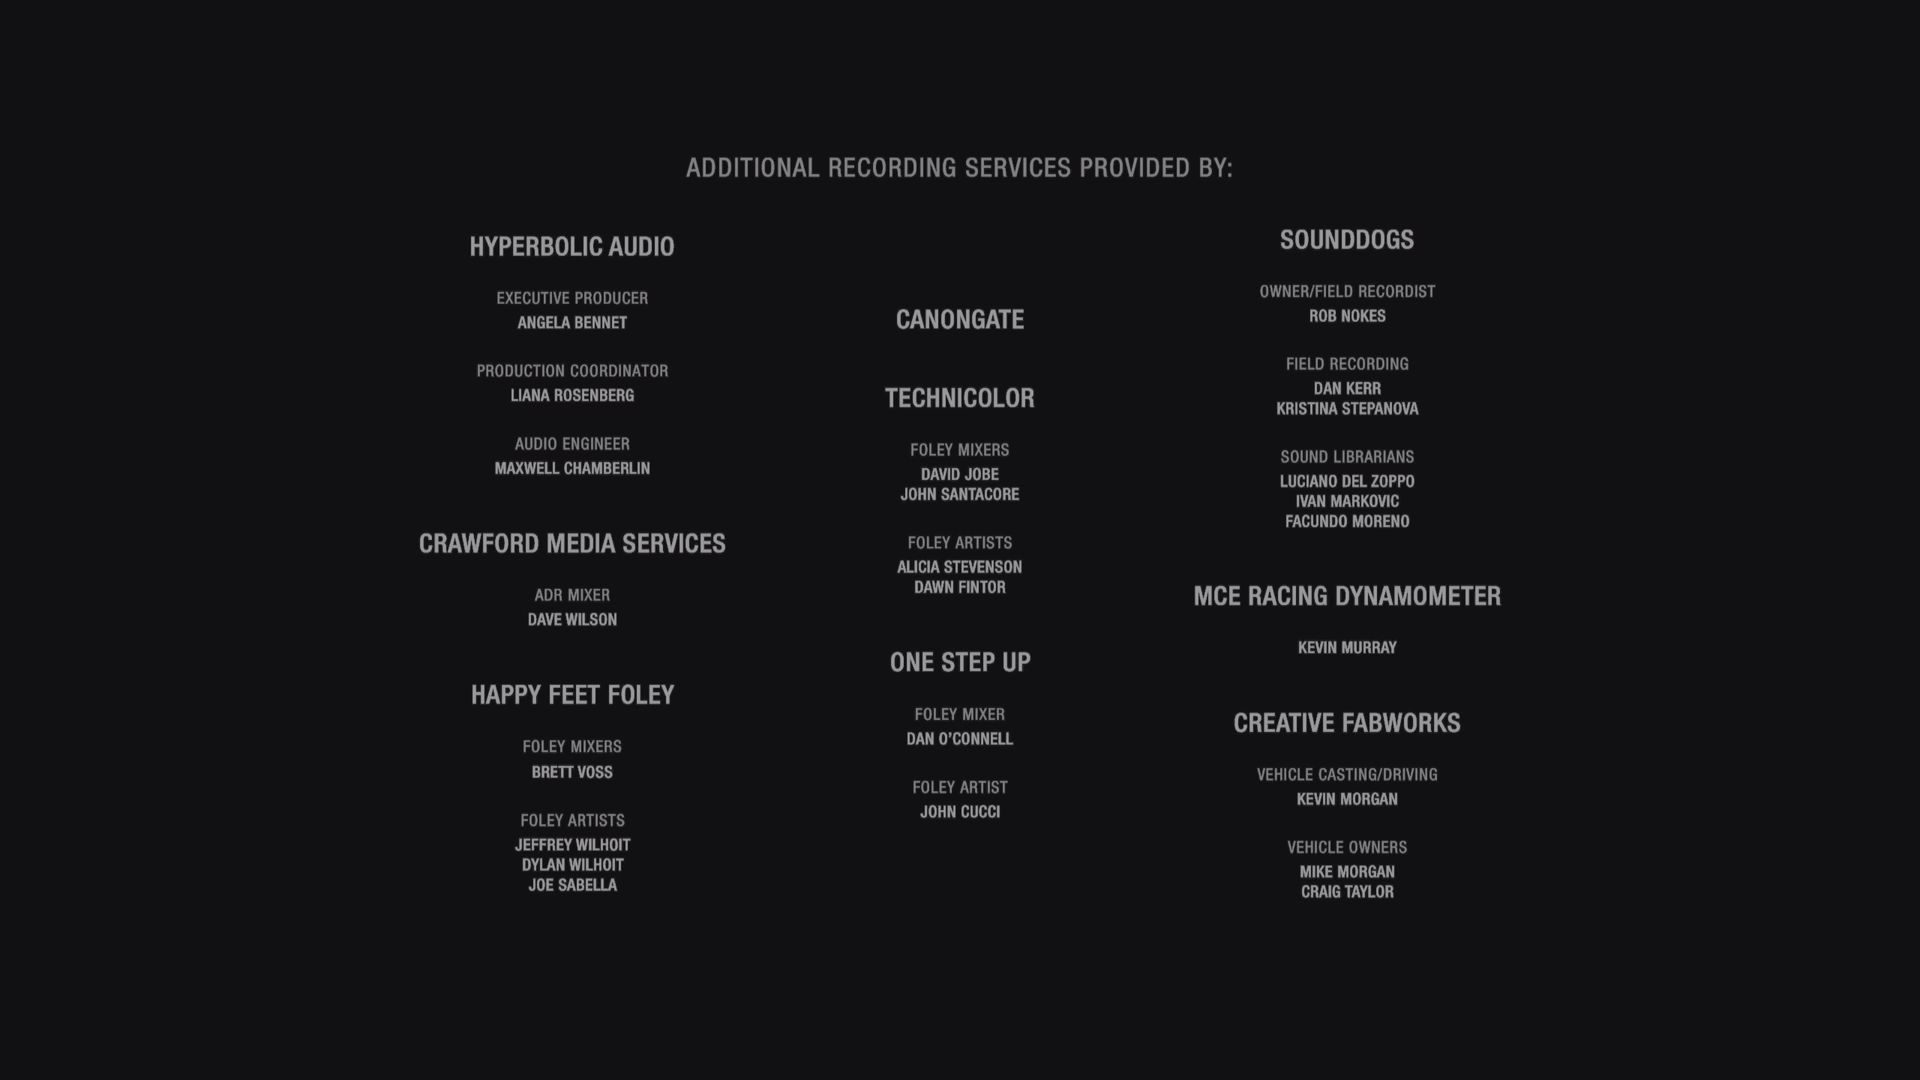 ADDITIONAL RECORDING SERVICES PROVIDED BY:
HYPERBOLIC AUDIO
EXECUTIVE PRODUCER
ANGELA BENNET
PRODUCTION COORDINATOR
LIANA ROSENBERG
AUDIO ENGINEER
MAXWELL CHAMBERLIN
CRAWFORD MEDIA SERVICES
ADR MIXER
DAVE WILSON
HAPPY FEET FOLEY
FOLEY MIXERS
BRETT VOSS
FOLEY ARTISTS
JEFFREY WILHOIT
DYLAN WILHOIT
JOE SABELLA
CANONGATE
TECHNICOLOR
FOLEY MIXERS
DAVID JOBE
JOHN SANTACORE
FOLEY ARTISTS
ALICIA STEVENSON
DAWN FINTOR
ONE STEP UP
FOLEY MIXER
DAN O'CONNELL
FOLEY ARTIST
JOHN CUCCI
SOUNDDOGS
OWNER/FIELD RECORDIST
ROB NOKES
FIELD RECORDING
DAN KERR
KRISTINA STEPANOVA
SOUND LIBRARIANS
LUCIANO DEL ZOPPO
IVAN MARKOVIC
FACUNDO MORENO
MCE RACING DYNAMOMETER
KEVIN MURRAY
CREATIVE FABWORKS
VEHICLE CASTING/DRIVING
KEVIN MORGAN
VEHICLE OWNERS
MIKE MORGAN
CRAIG TAYLOR